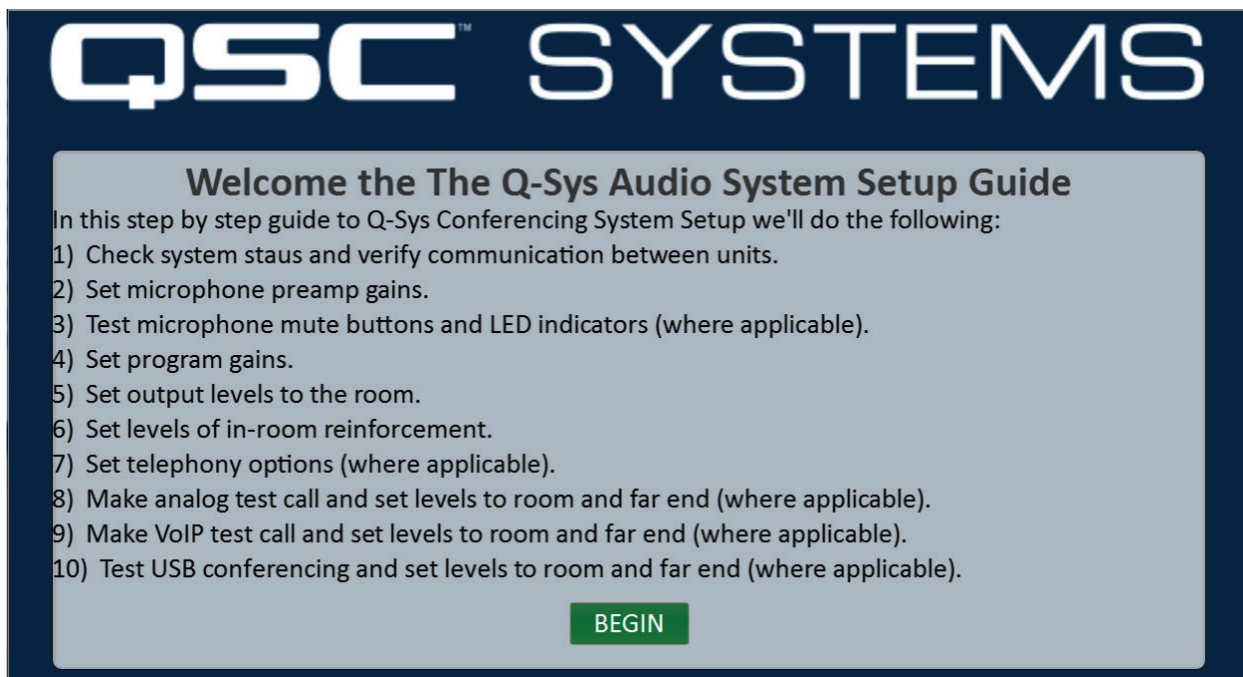 QSC™ SYSTEMS
Welcome the The Q-Sys Audio System Setup Guide
In this step by step guide to Q-Sys Conferencing System Setup we'll do the following:
1) Check system staus and verify communication between units.
2) Set microphone preamp gains.
3) Test microphone mute buttons and LED indicators (where applicable).
4) Set program gains.
5) Set output levels to the room.
6) Set levels of in-room reinforcement.
7) Set telephony options (where applicable).
8) Make analog test call and set levels to room and far end (where applicable).
9) Make VoIP test call and set levels to room and far end (where applicable).
10) Test USB conferencing and set levels to room and far end (where applicable).
BEGIN